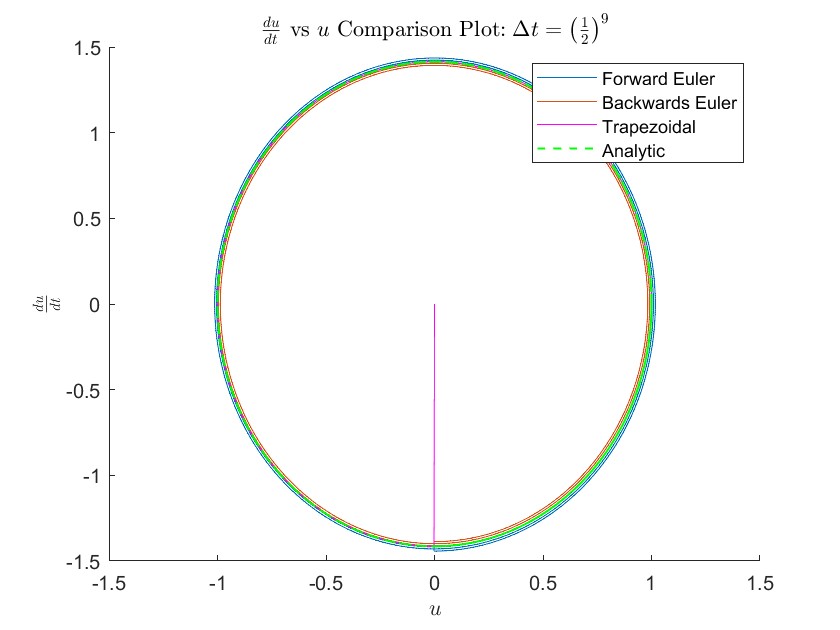 du/dt vs u Comparison Plot: Δt = (1/2)^9
Forward Euler
Backwards Euler
Trapezoidal
Analytic
1.5
1
0.5
0
-0.5
-1
-1.5
du/dt
-1.5 -1 -0.5 0 0.5 1 1.5
u